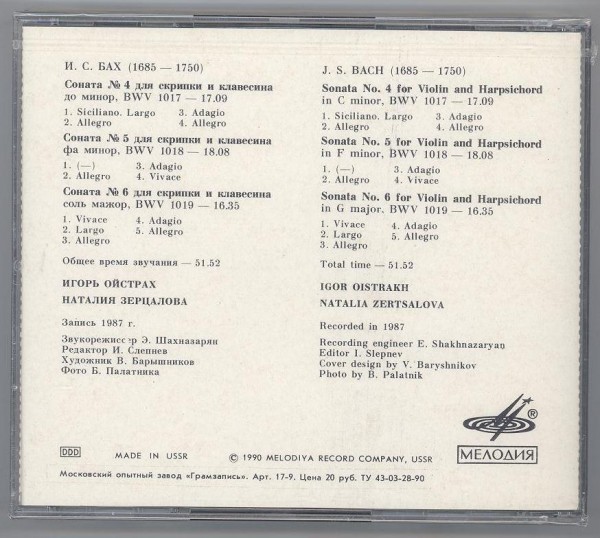 И. С. БАХ (1685 — 1750)
Соната № 4 для скрипки и клавесина
до минор, BWV 1017 — 17.09
1. Siciliano. Largo 3. Adagio
2. Allegro 4. Allegro
Соната № 5 для скрипки и клавесина
фа минор, BWV 1018 — 18.08
1. (—) 3. Adagio
2. Allegro 4. Vivace
Соната № 6 для скрипки и клавесина
соль мажор, BWV 1019 — 16.35
1. Vivace 4. Adagio
2. Largo 5. Allegro
3. Allegro
Общее время звучания — 51.52
ИГОРЬ ОЙСТРАХ
НАТАЛИЯ ЗЕРЦАЛОВА
Запись 1987 г.
Звукорежиссер Э. Шахназарян
Редактор И. Слепнев
Художник В. Барышников
Фото Б. Палатника
J. S. BACH (1685 — 1750)
Sonata No. 4 for Violin and Harpsichord
in C minor, BWV 1017 — 17.09
1. Siciliano. Largo 3. Adagio
2. Allegro 4. Allegro
Sonata No. 5 for Violin and Harpsichord
in F minor, BWV 1018 — 18.08
1. (—) 3. Adagio
2. Allegro 4. Vivace
Sonata No. 6 for Violin and Harpsichord
in G major, BWV 1019 — 16.35
1. Vivace 4. Adagio
2. Largo 5. Allegro
3. Allegro
Total time — 51.52
IGOR OISTRAKH
NATALIA ZERTSALOVA
Recorded in 1987
Recording engineer E. Shakhnazaryan
Editor I. Slepnev
Cover design by V. Baryshnikov
Photo by B. Palatnik
®
МЕЛОДИЯ
DDD MADE IN USSR © 1990 MELODIYA RECORD COMPANY, USSR
Московский опытный завод «Грамзапись». Арт. 17-9. Цена 20 руб. ТУ 43-03-28-90